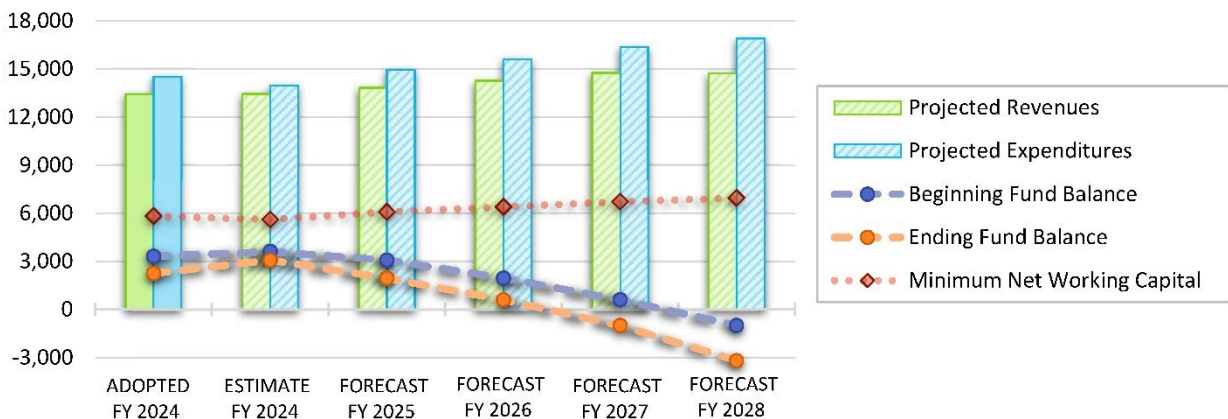 18,000
15,000
12,000
9,000
6,000
3,000
0
-3,000
ADOPTED
FY 2024
ESTIMATE
FY 2024
FORECAST
FY 2025
FORECAST
FY 2026
FORECAST
FY 2027
FORECAST
FY 2028
Projected Revenues
Projected Expenditures
Beginning Fund Balance
Ending Fund Balance
Minimum Net Working Capital